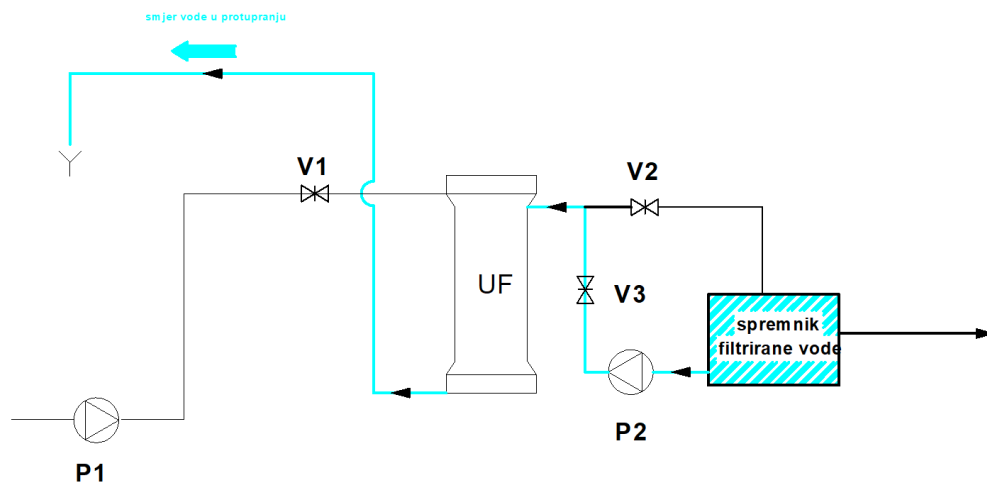 smjer vode u protupranju
V1
V2
UF
V3
spremnik
filtrirane vode
P2
P1